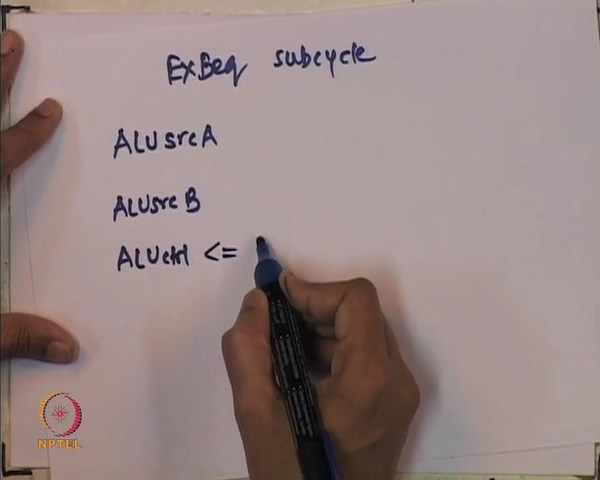 ExBeq subcycle
ALUsrcA
ALUsrcB
ALUctrl <=
NPTEL